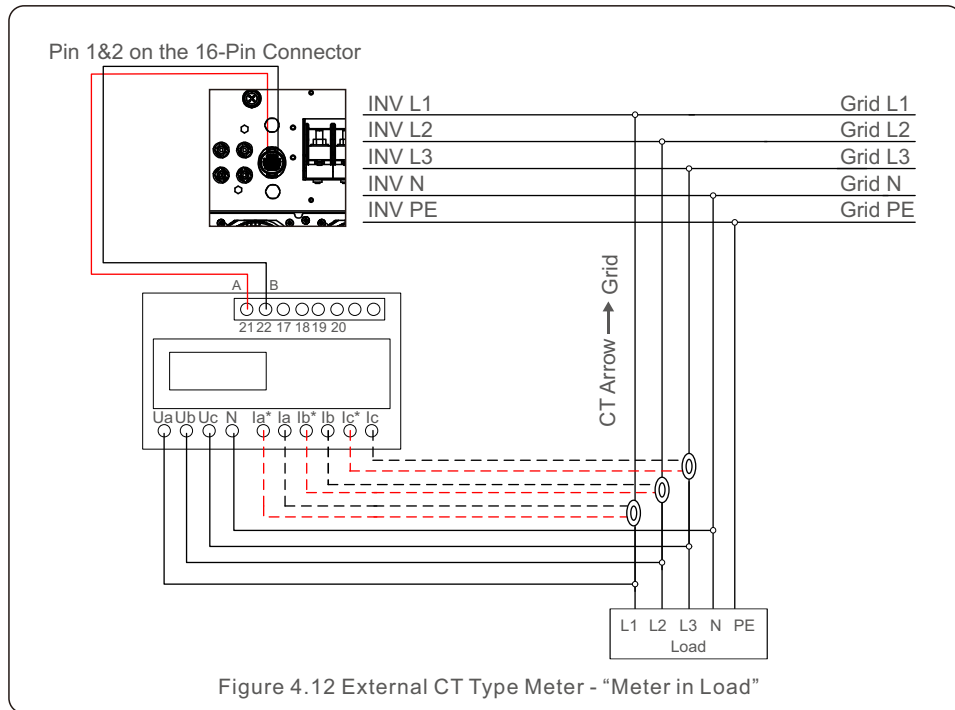 Pin 1&2 on the 16-Pin Connector
INV L1 Grid L1
INV L2 Grid L2
INV L3 Grid L3
INV N Grid N
INV PE Grid PE
CT Arrow → Grid
A B
21 22 17 18 19 20
Ua Ub Uc N Ia* Ia Ib* Ib Ic* Ic
L1 L2 L3 N PE
Load
Figure 4.12 External CT Type Meter - “Meter in Load”